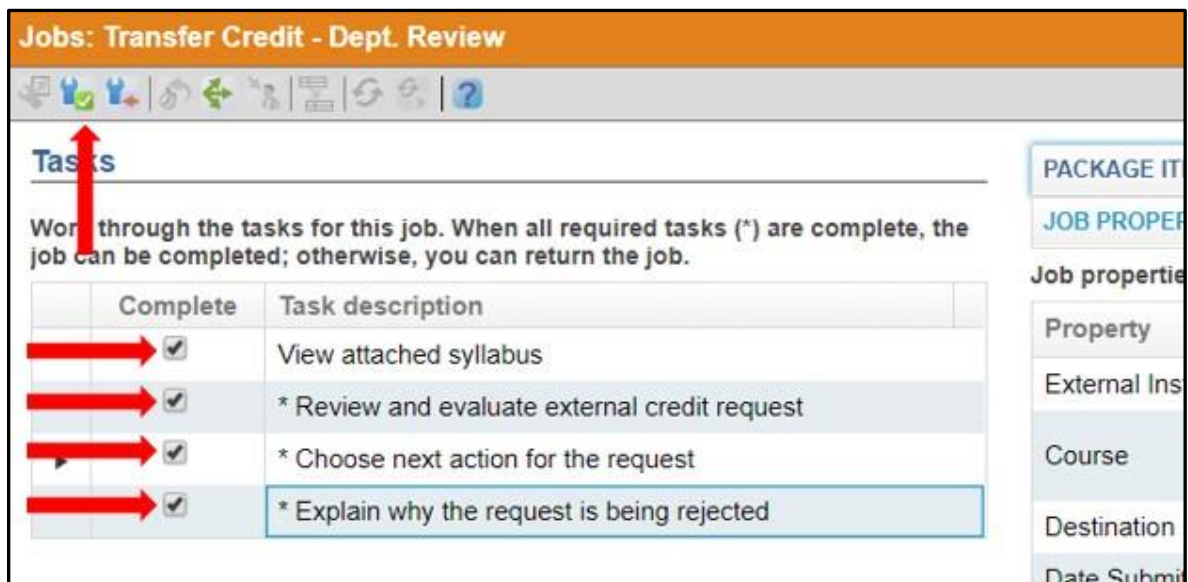 Jobs: Transfer Credit - Dept. Review
Tasks
through the tasks for this job. When all required tasks (*) are complete, the
job can be completed; otherwise, you can return the job.
Complete Task description
View attached syllabus
* Review and evaluate external credit request
* Choose next action for the request
* Explain why the request is being rejected
PACKAGE
JOB
Job
Property
External
Course
Destination
Date